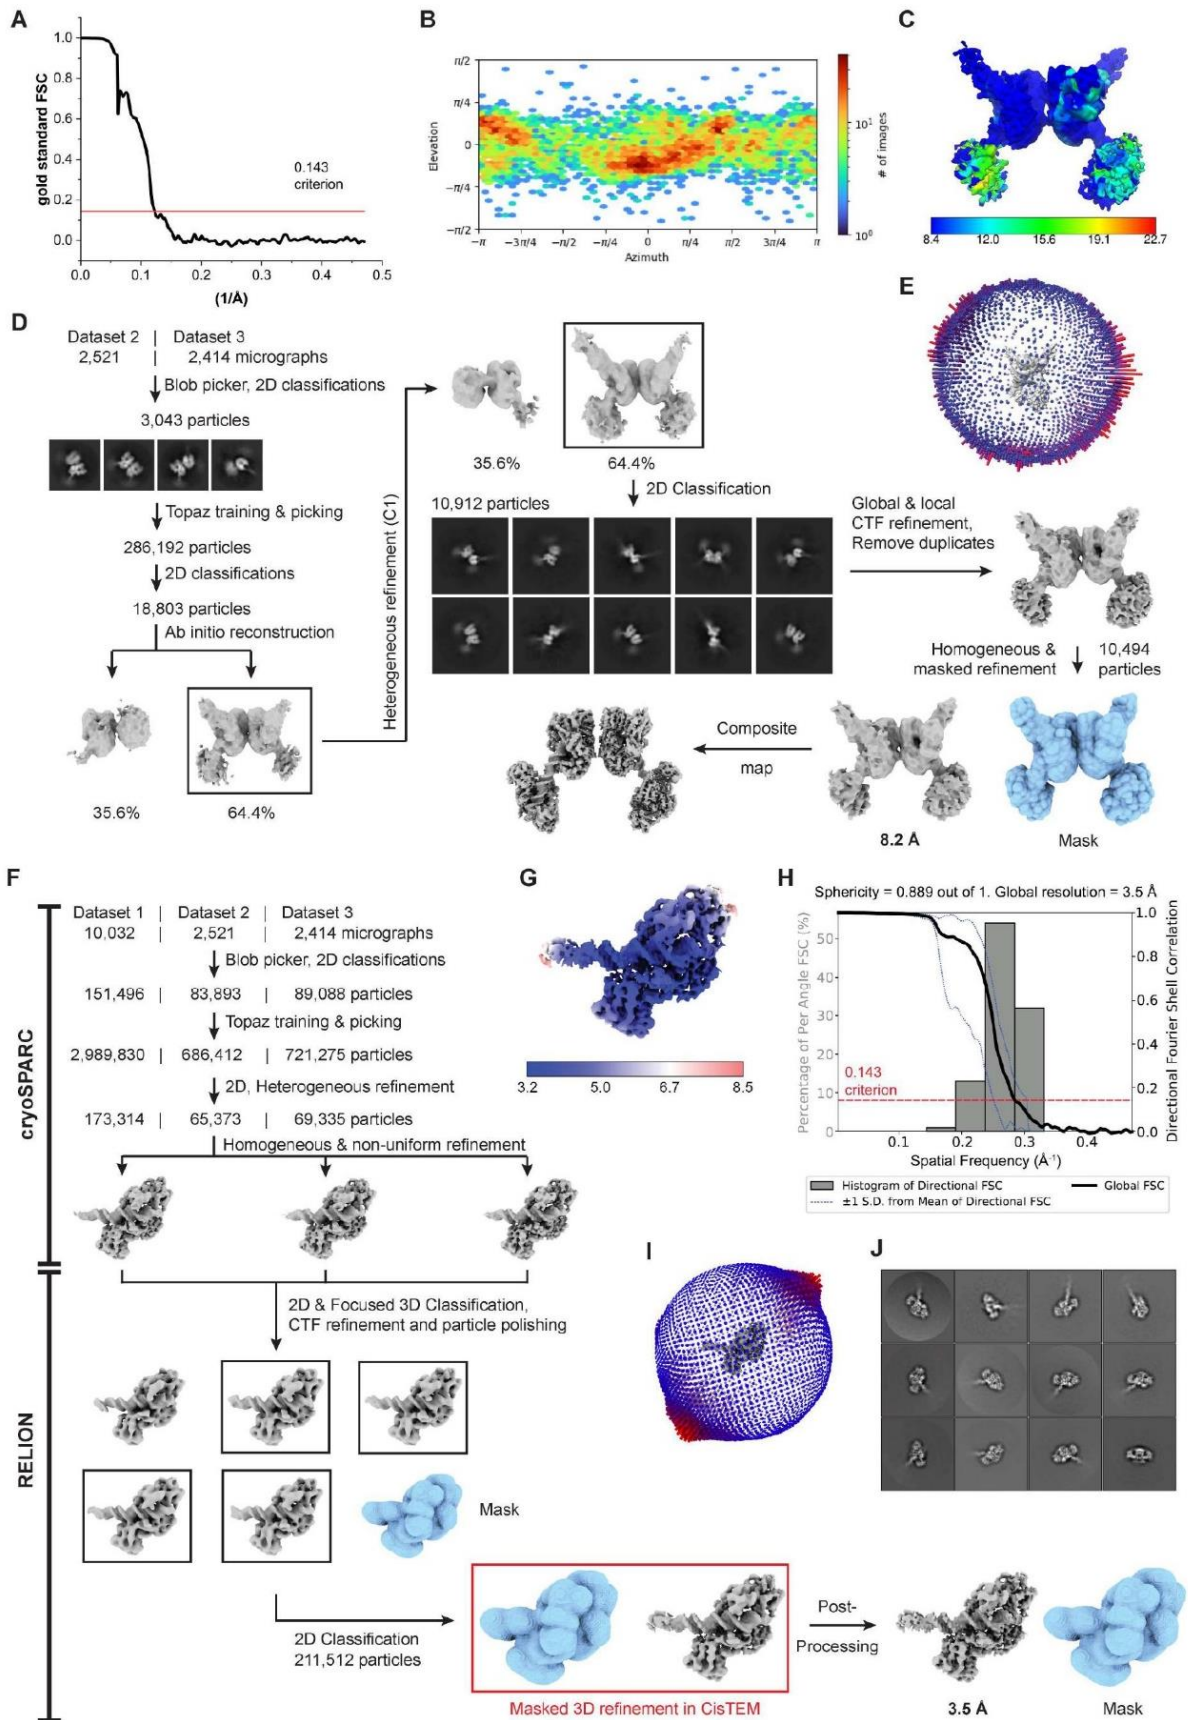 A
gold standard FSC
1.0
0.8
0.6
0.4
0.2
0.0
0.143
criterion
0.0 0.1 0.2 0.3 0.4 0.5
(1/Å)
B
Elevation
π/2
π/4
0
−π/4
−π/2
−π −3π/4 −π/2 −π/4 0 π/4 π/2 3π/4 π
Azimuth
10¹
10⁰
# of images
C
8.4 12.0 15.6 19.1 22.7
D
Dataset 2 | Dataset 3
2,521 | 2,414 micrographs
Blob picker, 2D classifications
3,043 particles
Topaz training & picking
286,192 particles
2D classifications
18,803 particles
Ab initio reconstruction
35.6% 64.4%
Heterogeneous refinement (C1)
35.6% 64.4%
2D Classification
10,912 particles
Global & local
CTF refinement,
Remove duplicates
Homogeneous &
masked refinement
10,494
particles
Composite
map
8.2 Å
Mask
E
F
cryoSPARC
Dataset 1 | Dataset 2 | Dataset 3
10,032 | 2,521 | 2,414 micrographs
Blob picker, 2D classifications
151,496 | 83,893 | 89,088 particles
Topaz training & picking
2,989,830 | 686,412 | 721,275 particles
2D, Heterogeneous refinement
173,314 | 65,373 | 69,335 particles
Homogeneous & non-uniform refinement
RELION
2D & Focused 3D Classification,
CTF refinement and particle polishing
Mask
2D Classification
211,512 particles
Masked 3D refinement in CisTEM
Post-
Processing
3.5 Å
Mask
G
3.2 5.0 6.7 8.5
H
Sphericity = 0.889 out of 1. Global resolution = 3.5 Å
Percentage of Per Angle FSC (%)
50
40
30
20
10
0
0.143
criterion
0.1 0.2 0.3 0.4
Spatial Frequency (Å⁻¹)
1.0
0.8
0.6
0.4
0.2
0.0
Directional Fourier Shell Correlation
Histogram of Directional FSC Global FSC
±1 S.D. from Mean of Directional FSC
I
J